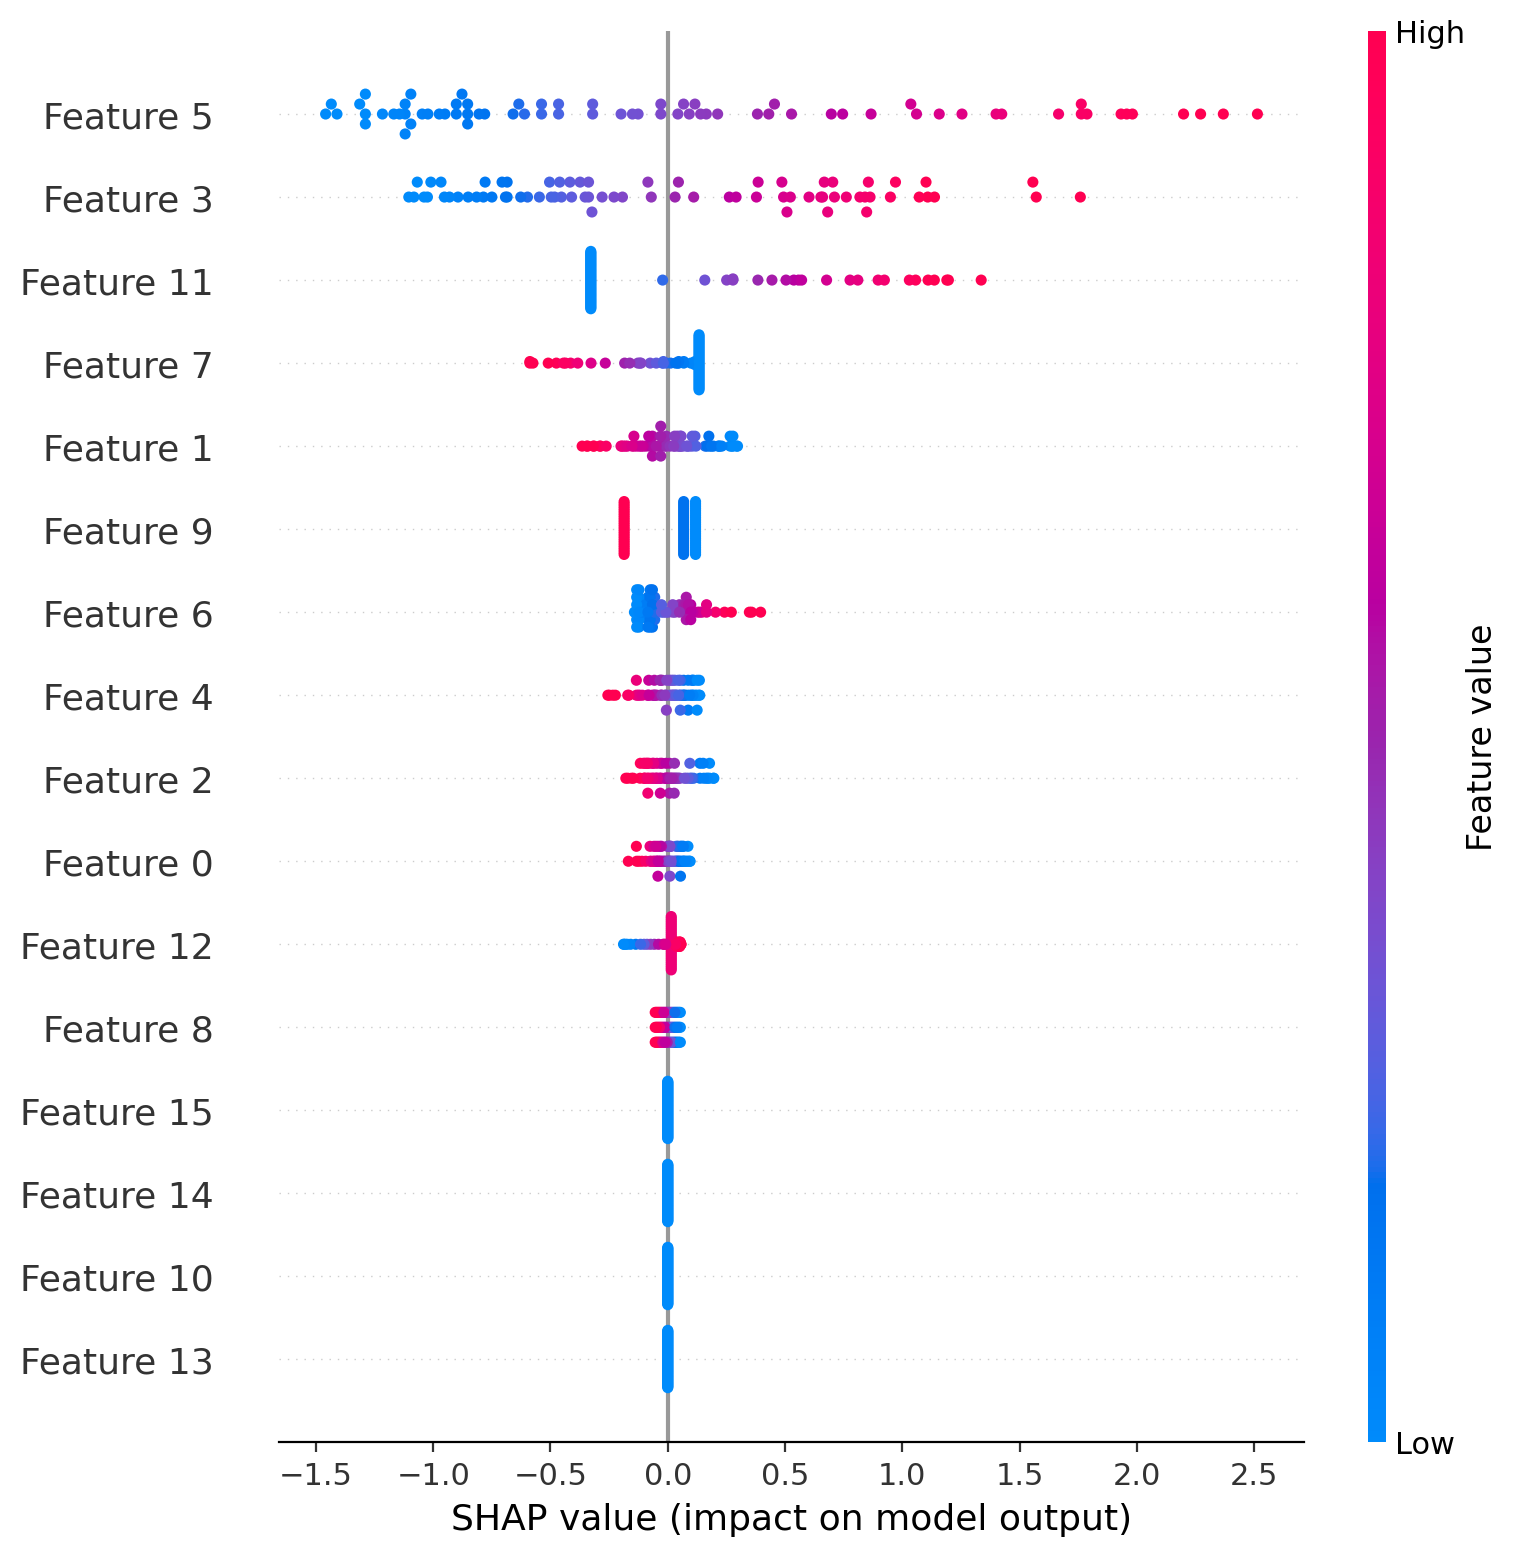 High
Feature 5
Feature 3
Feature 11
Feature 7
Feature 1
Feature 9
Feature 6
Feature 4
Feature 2
Feature 0
Feature 12
Feature 8
Feature 15
Feature 14
Feature 10
Feature 13
Feature value
Low
−1.5 −1.0 −0.5 0.0 0.5 1.0 1.5 2.0 2.5
SHAP value (impact on model output)